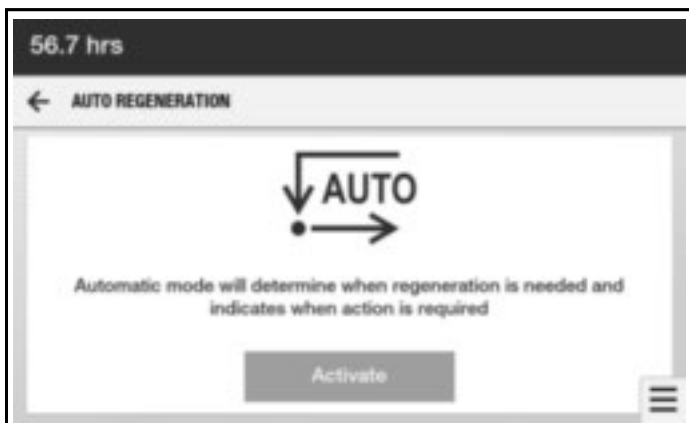 56.7 hrs
AUTO REGENERATION
AUTO
Automatic mode will determine when regeneration is needed and
indicates when action is required
Activate